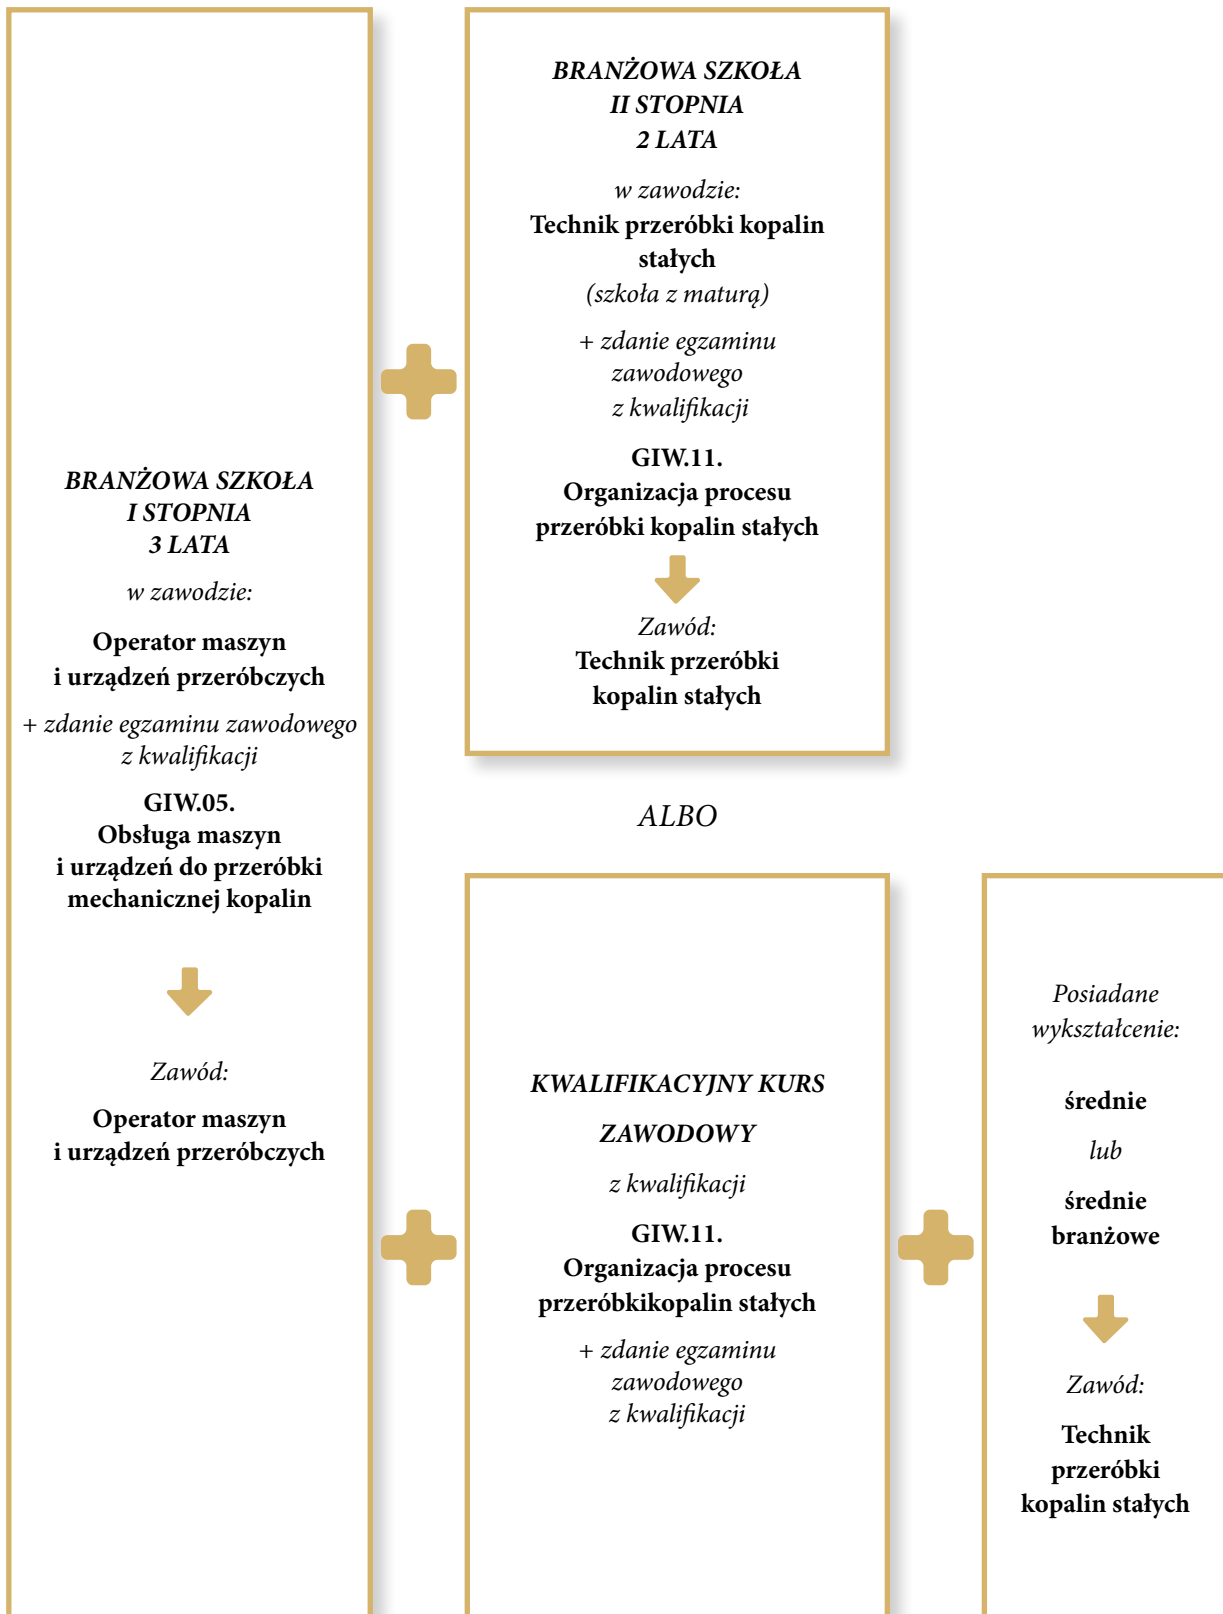 BRANŻOWA SZKOŁA
I STOPNIA
3 LATA
w zawodzie:
Operator maszyn
i urządzeń przeróbczych
+ zdanie egzaminu zawodowego
z kwalifikacji
GIW.05.
Obsługa maszyn
i urządzeń do przeróbki
mechanicznej kopalin
Zawód:
Operator maszyn
i urządzeń przeróbczych
BRANŻOWA SZKOŁA
II STOPNIA
2 LATA
w zawodzie:
Technik przeróbki kopalin
stałych
(szkoła z maturą)
+ zdanie egzaminu
zawodowego
z kwalifikacji
GIW.11.
Organizacja procesu
przeróbki kopalin stałych
Zawód:
Technik przeróbki
kopalin stałych
ALBO
KWALIFIKACYJNY KURS
ZAWODOWY
z kwalifikacji
GIW.11.
Organizacja procesu
przeróbkikopalin stałych
+ zdanie egzaminu
zawodowego
z kwalifikacji
Posiadane
wykształcenie:
średnie
lub
średnie
branżowe
Zawód:
Technik
przeróbki
kopalin stałych